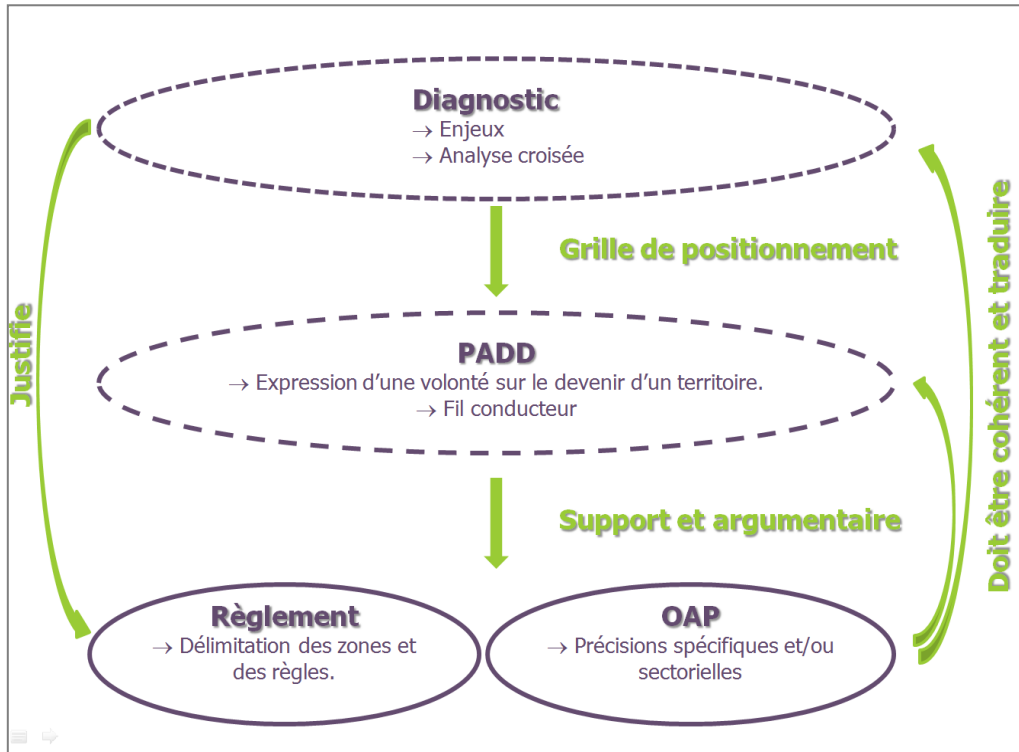 Diagnostic
→ Enjeux
→ Analyse croisée
Grille de positionnement
Justifie
Doit être cohérent et traduire
PADD
→ Expression d’une volonté sur le devenir d’un territoire.
→ Fil conducteur
Support et argumentaire
Règlement
→ Délimitation des zones et
des règles.
OAP
→ Précisions spécifiques et/ou
sectorielles